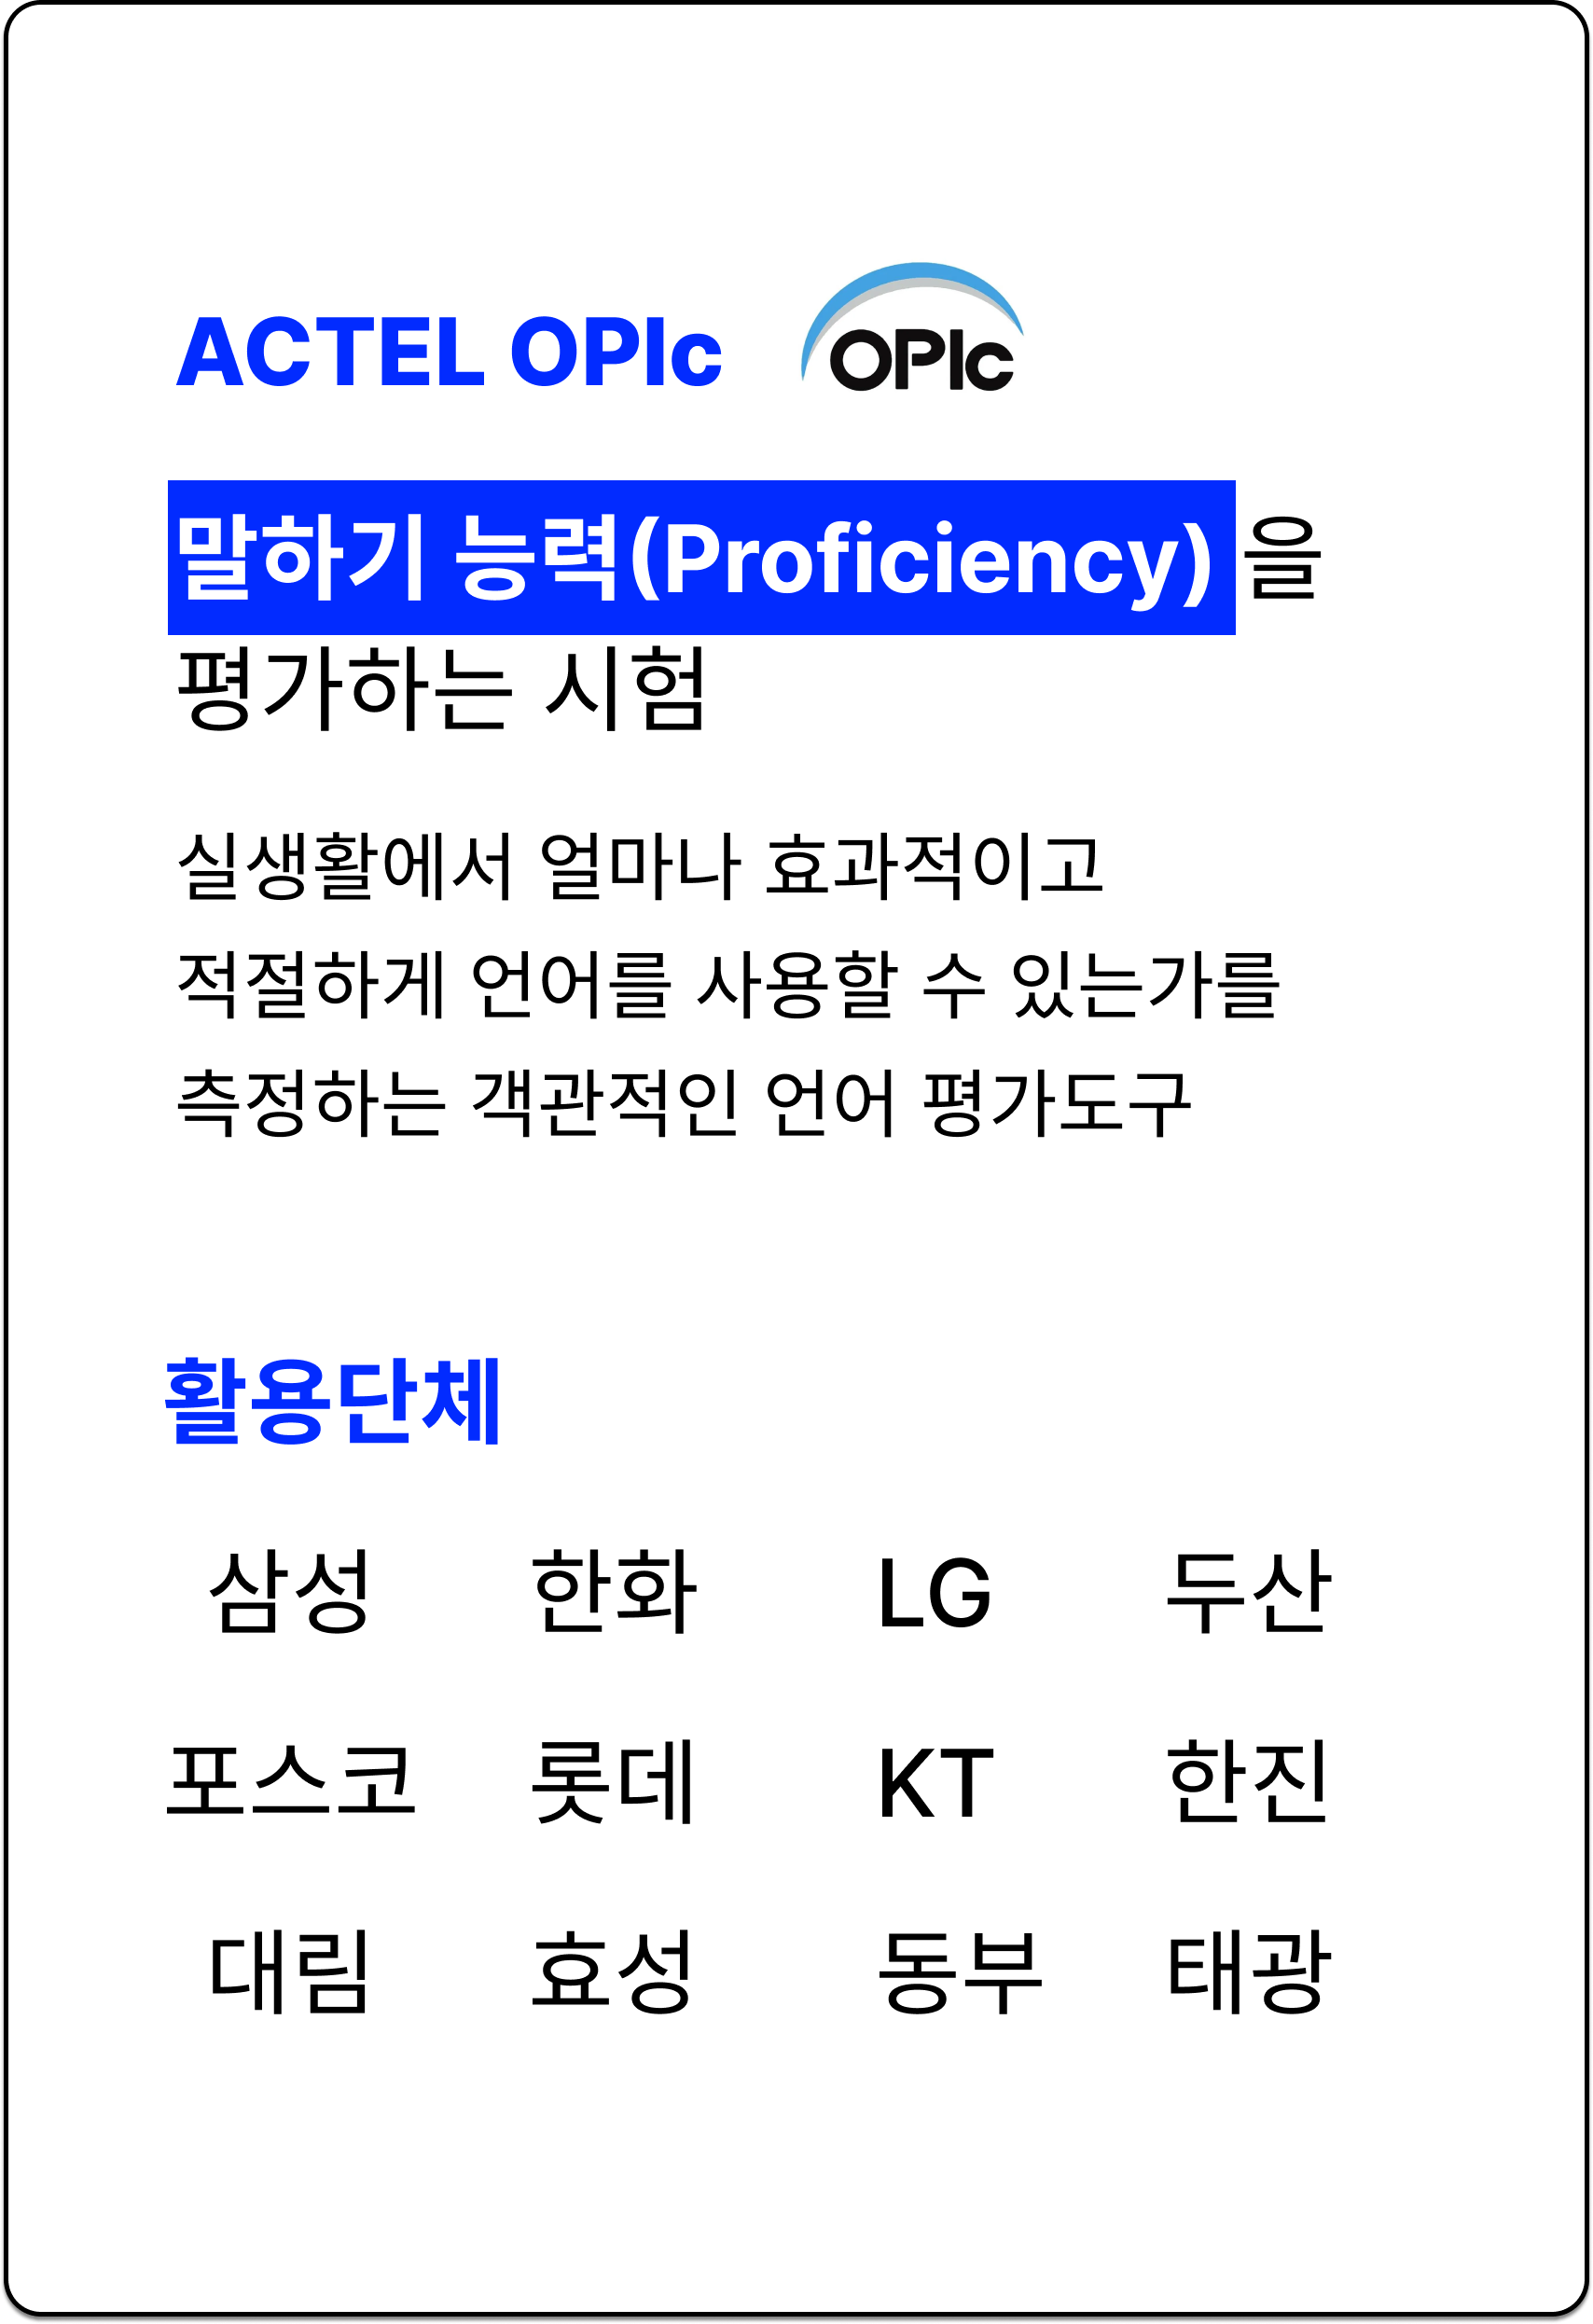 ACTEL OPIc
OPIc
말하기 능력(Proficiency)을
평가하는 시험
실생활에서 얼마나 효과적이고
적절하게 언어를 사용할 수 있는가를
측정하는 객관적인 언어 평가도구
활용단체
삼성 한화 LG 두산
포스코 롯데 KT 한진
대림 효성 동부 태광